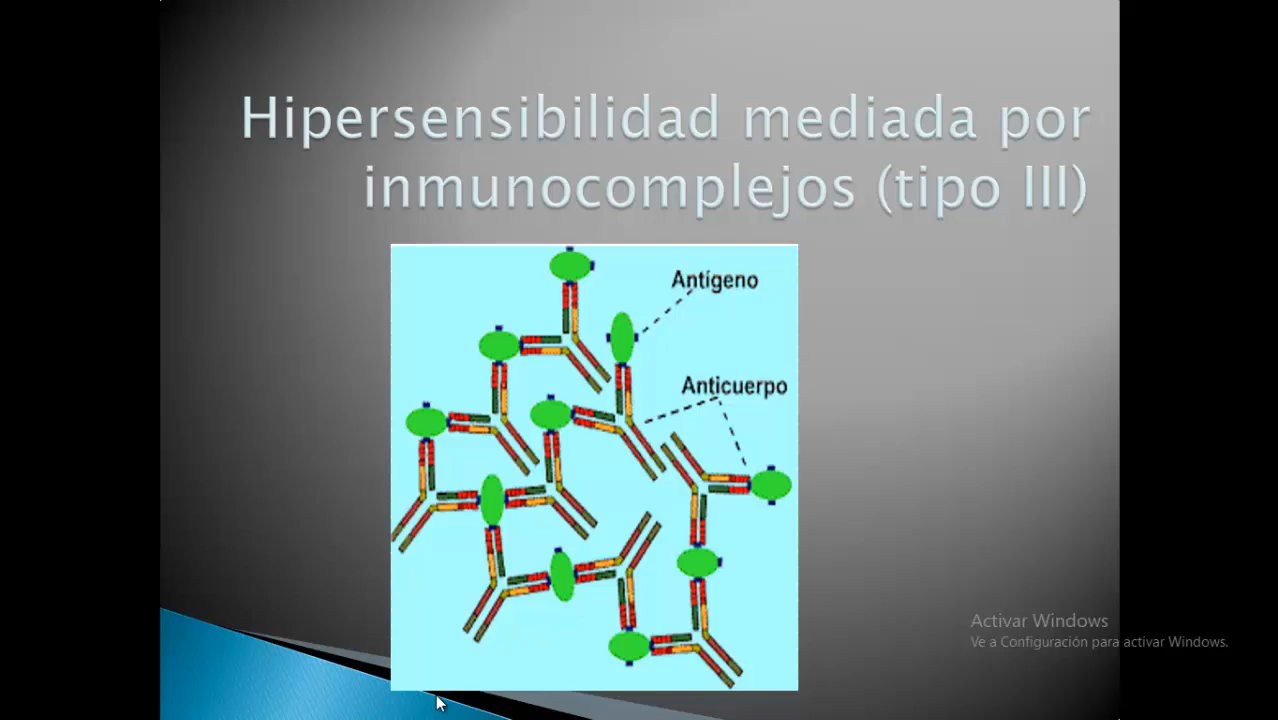 Hipersensibilidad mediada por
inmunocomplejos (tipo III)
Antígeno
Anticuerpo
Activar Windows
Ve a Configuración para activar Windows.